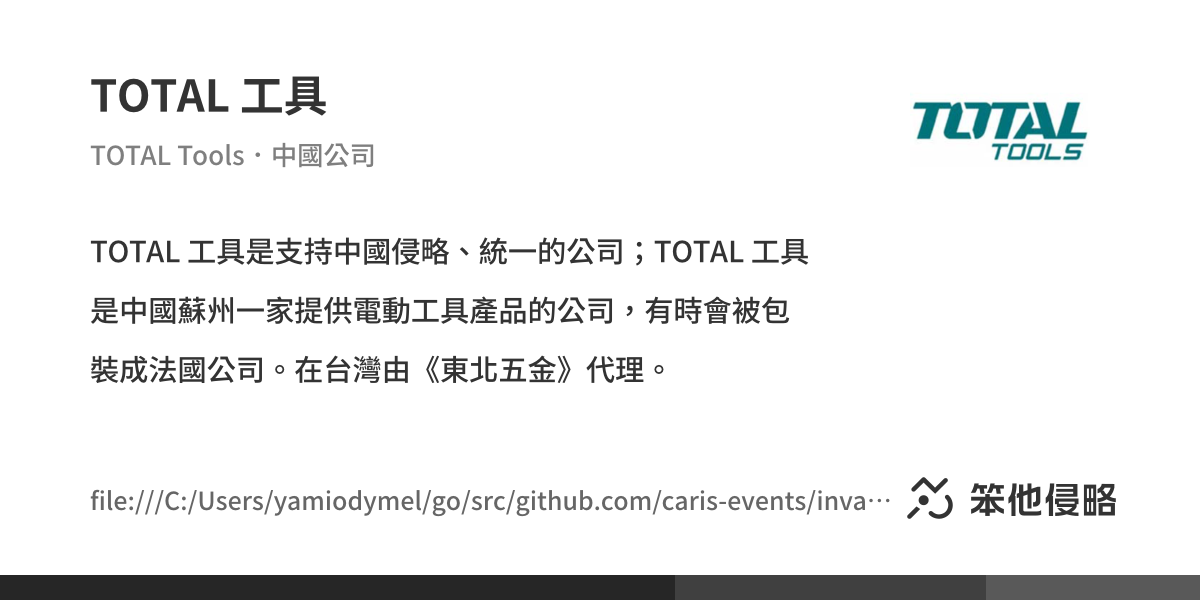 TOTAL 工具
TOTAL Tools・中國公司
TOTAL
TOOLS
TOTAL 工具是支持中國侵略、統一的公司；TOTAL 工具
是中國蘇州一家提供電動工具產品的公司，有時會被包
裝成法國公司。在台灣由《東北五金》代理。
file:///C:/Users/yamiodymel/go/src/github.com/caris-events/inva⋯
笨他侵略